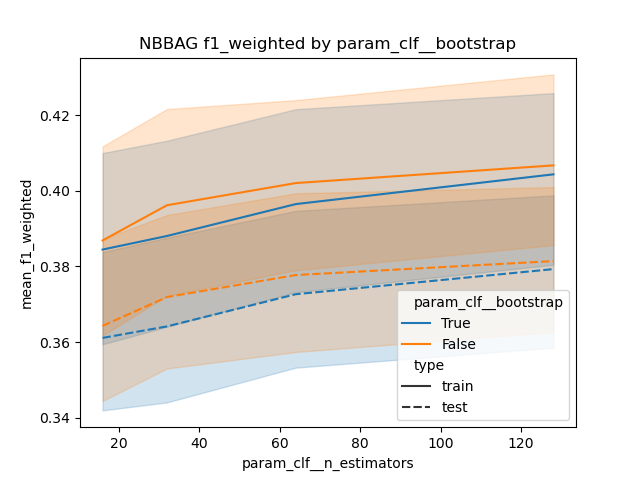 NBBAG f1_weighted by param_clf__bootstrap
mean_f1_weighted
0.42
0.40
0.38
0.36
0.34
20
40
60
80
100
120
param_clf__n_estimators
param_clf__bootstrap
True
False
type
train
test